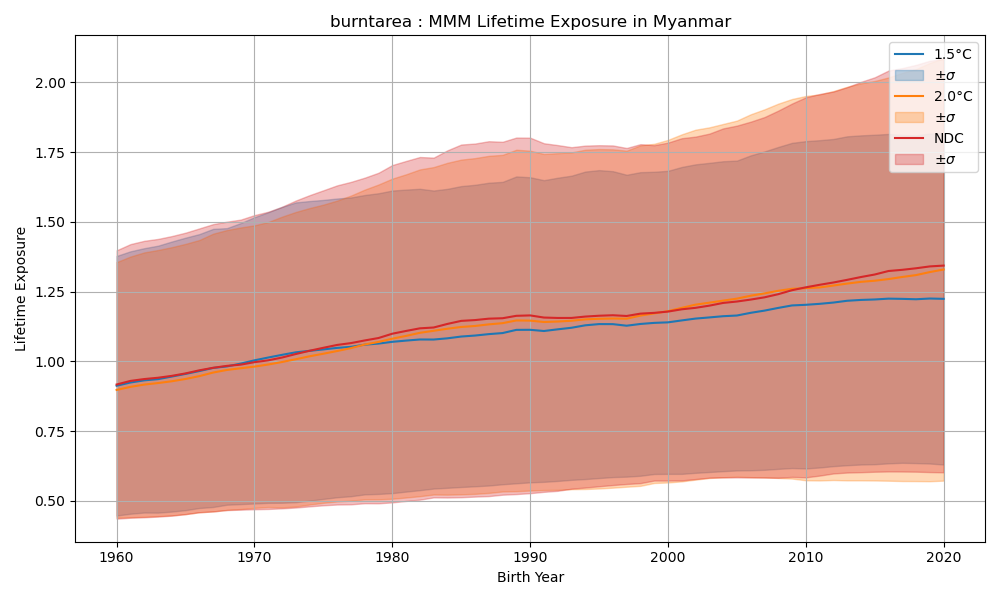 burntarea : MMM Lifetime Exposure in Myanmar
1.5°C
±σ
2.0°C
±σ
NDC
±σ
Lifetime Exposure
2.00
1.75
1.50
1.25
1.00
0.75
0.50
1960 1970 1980 1990 2000 2010 2020
Birth Year